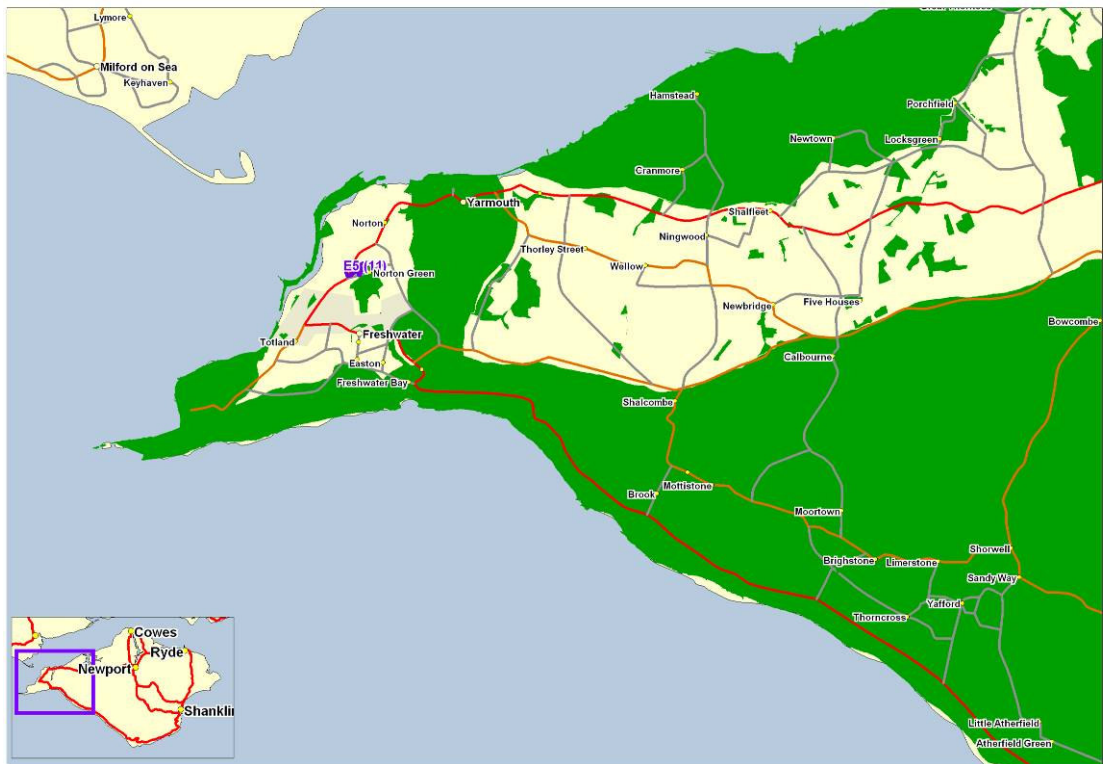 Lymore
Milford on Sea
Keyhaven
Hamstead
Porchfield
Newtown
Locksgreen
Cranmore
Yarmouth
Norton
Shalfleet
Ningwood
Thorley Street
Wellow
E5 (11)
Norton Green
Newbridge
Five Houses
Bowcombe
Freshwater
Totland
Easton
Calbourne
Freshwater Bay
Shalcombe
Mottistone
Brook
Moortown
Brighstone
Limerstone
Shorwell
Sandy Way
Yafford
Thorncross
Little Atherfield
Atherfield Green
Cowes
Ryde
Newport
Shanklin